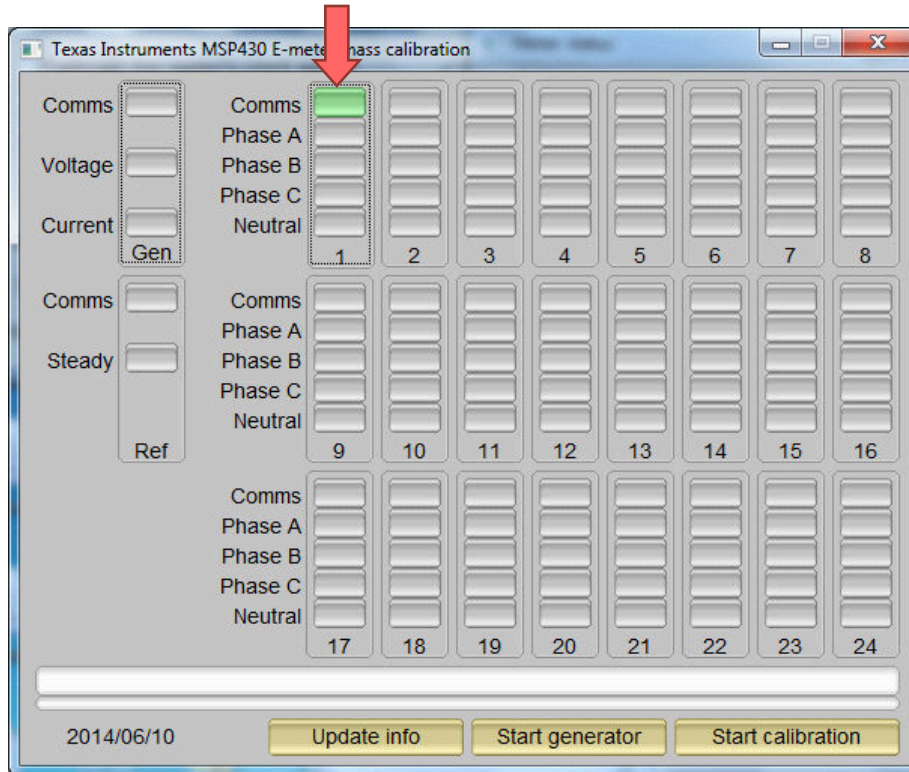 Texas Instruments MSP430 E-meter mass calibration
Comms
Voltage
Current
Gen
Comms
Steady
Ref
Comms
Phase A
Phase B
Phase C
Neutral
1 2 3 4 5 6 7 8
Comms
Phase A
Phase B
Phase C
Neutral
9 10 11 12 13 14 15 16
Comms
Phase A
Phase B
Phase C
Neutral
17 18 19 20 21 22 23 24
2014/06/10 Update info Start generator Start calibration